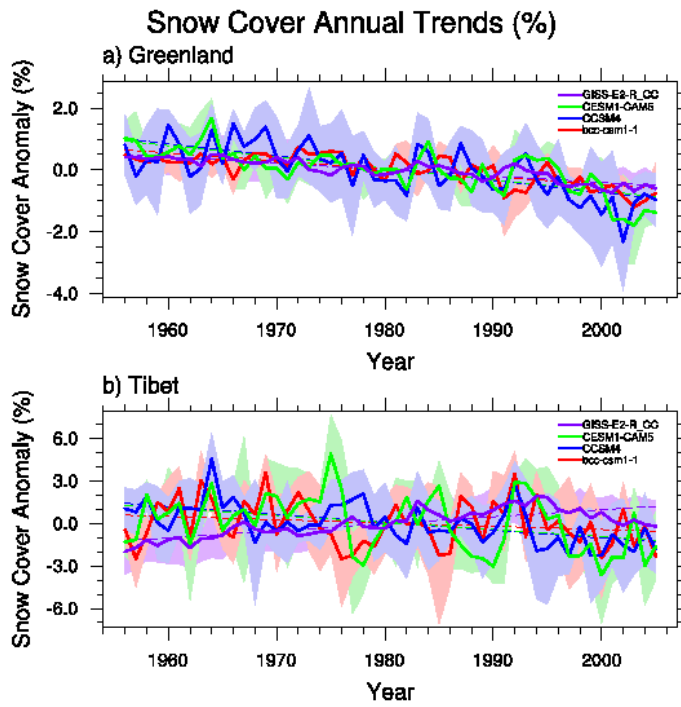 Snow Cover Annual Trends (%)
a) Greenland
GISS-E2-R_CC
CESM1-CAM5
CCSM4
bcc-csm1-1
Snow Cover Anomaly (%)
2.0
0.0
-2.0
-4.0
1960 1970 1980 1990 2000
Year
b) Tibet
GISS-E2-R_CC
CESM1-CAM5
CCSM4
bcc-csm1-1
Snow Cover Anomaly (%)
6.0
3.0
0.0
-3.0
-6.0
1960 1970 1980 1990 2000
Year